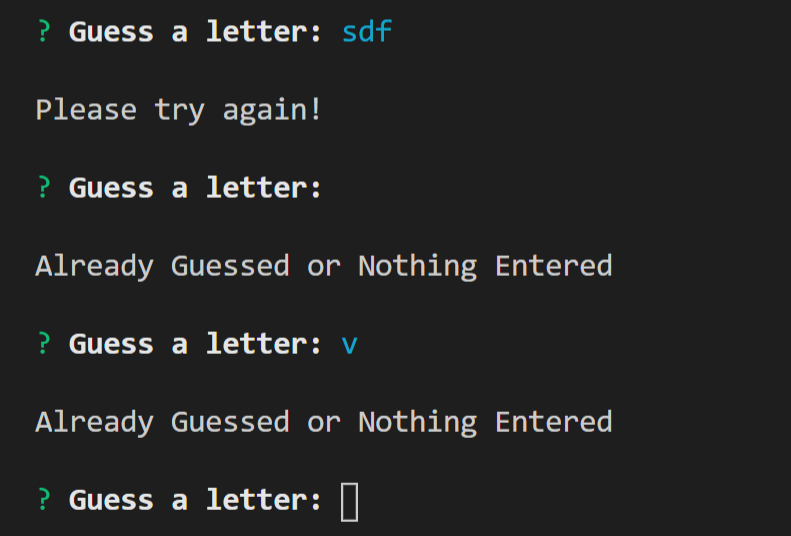 ? Guess a letter: sdf
Please try again!
? Guess a letter:
Already Guessed or Nothing Entered
? Guess a letter: v
Already Guessed or Nothing Entered
? Guess a letter: